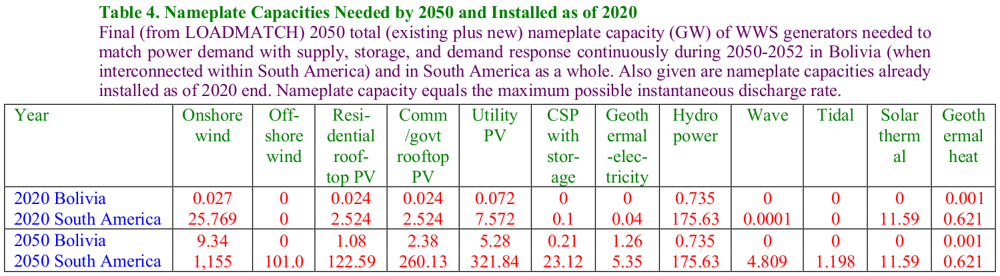 Table 4. Nameplate Capacities Needed by 2050 and Installed as of 2020
Final (from LOADMATCH) 2050 total (existing plus new) nameplate capacity (GW) of WWS generators needed to
match power demand with supply, storage, and demand response continuously during 2050-2052 in Bolivia (when
interconnected within South America) and in South America as a whole. Also given are nameplate capacities already
installed as of 2020 end. Nameplate capacity equals the maximum possible instantaneous discharge rate.
Year Onshore Off- Resi- Comm Utility CSP Geoth Hydro Wave Tidal Solar Geoth
wind shore dential /govt PV with ermal power therm ermal
wind roof- rooftop stor- -elec- al heat
top PV PV age tricity
2020 Bolivia 0.027 0 0.024 0.024 0.072 0 0 0.735 0 0 0 0.001
2020 South America 25.769 0 2.524 2.524 7.572 0.1 0.04 175.63 0.0001 0 11.59 0.621
2050 Bolivia 9.34 0 1.08 2.38 5.28 0.21 1.26 0.735 0 0 0 0.001
2050 South America 1,155 101.0 122.59 260.13 321.84 23.12 5.35 175.63 4.809 1.198 11.59 0.621